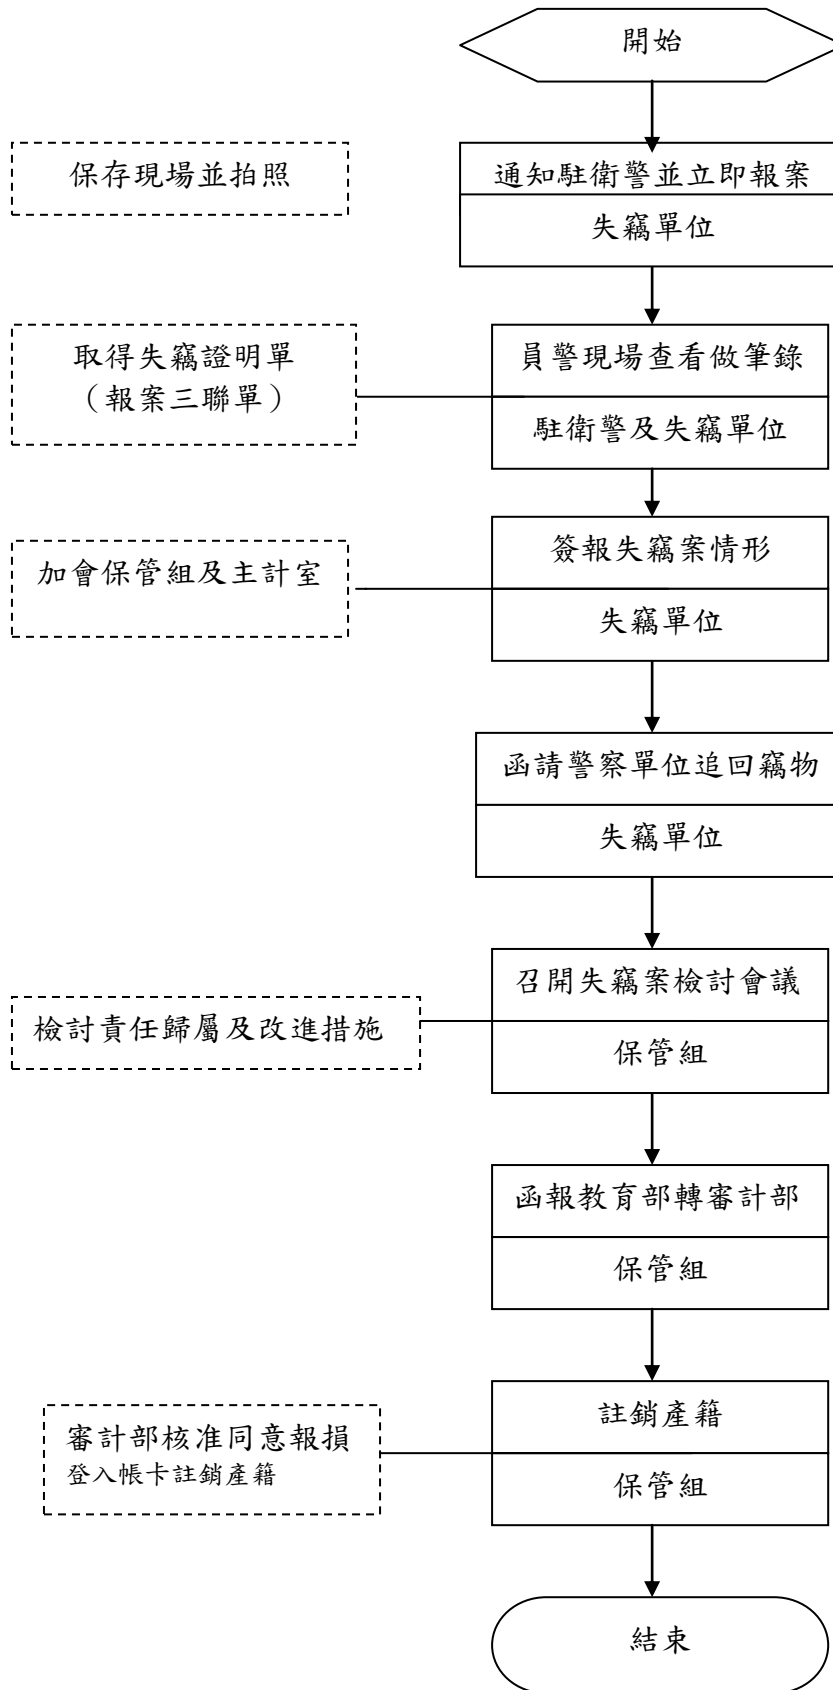 開始
保存現場並拍照
通知駐衛警並立即報案
失竊單位
取得失竊證明單
（報案三聯單）
員警現場查看做筆錄
駐衛警及失竊單位
加會保管組及主計室
簽報失竊案情形
失竊單位
函請警察單位追回竊物
失竊單位
檢討責任歸屬及改進措施
召開失竊案檢討會議
保管組
函報教育部轉審計部
保管組
審計部核准同意報損
登入帳卡註銷產籍
註銷產籍
保管組
結束